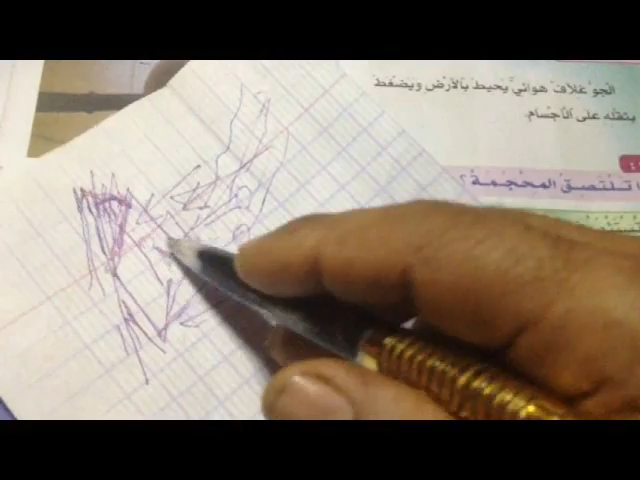 الجو غلاف هوائي يحيط بالأرض ويضغط
بثقله على الأجسام.
تلتصق المحجمة؟